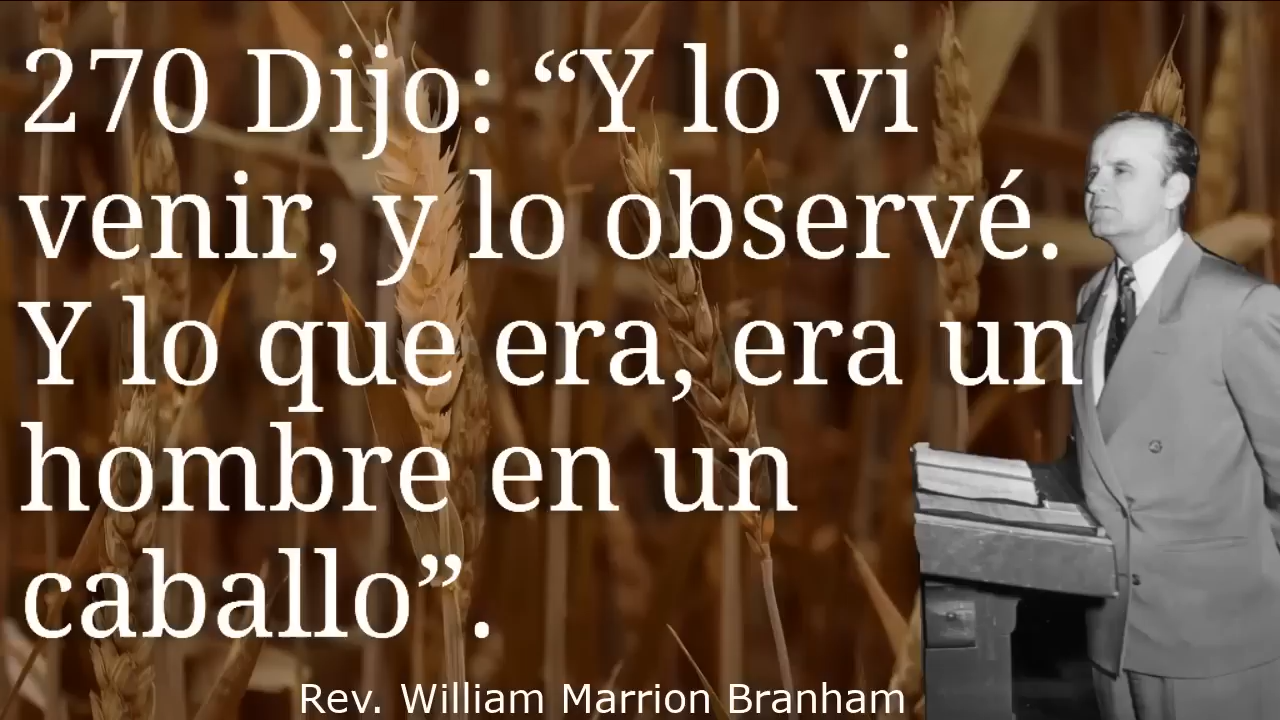 270 Dijo: “Y lo vi
venir, y lo observé.
Y lo que era, era un
hombre en un
caballo”.
Rev. William Marrion Branham